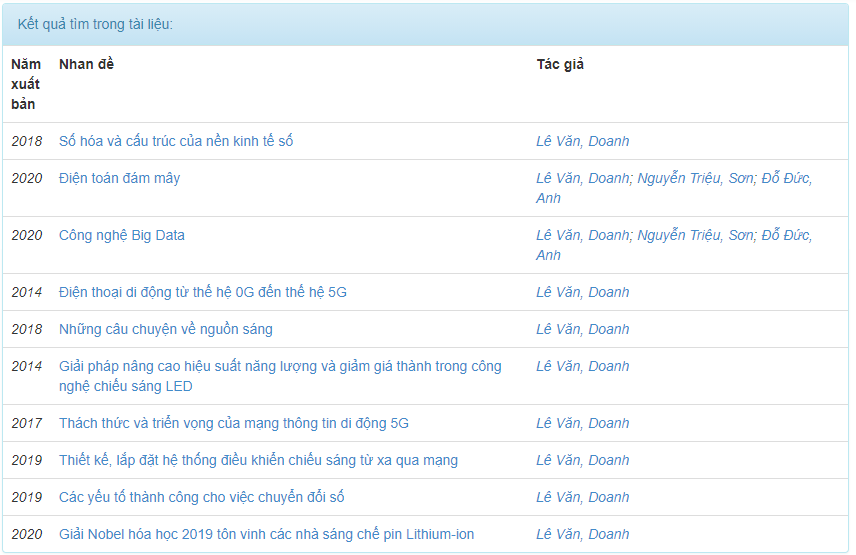 Kết quả tìm trong tài liệu:
Năm xuất bản Nhan đề Tác giả
2018 Số hóa và cấu trúc của nền kinh tế số Lê Văn, Doanh
2020 Điện toán đám mây Lê Văn, Doanh; Nguyễn Triệu, Sơn; Đỗ Đức, Anh
2020 Công nghệ Big Data Lê Văn, Doanh; Nguyễn Triệu, Sơn; Đỗ Đức, Anh
2014 Điện thoại di động từ thế hệ 0G đến thế hệ 5G Lê Văn, Doanh
2018 Những câu chuyện về nguồn sáng Lê Văn, Doanh
2014 Giải pháp nâng cao hiệu suất năng lượng và giảm giá thành trong công nghệ chiếu sáng LED Lê Văn, Doanh
2017 Thách thức và triển vọng của mạng thông tin di động 5G Lê Văn, Doanh
2019 Thiết kế, lắp đặt hệ thống điều khiển chiếu sáng từ xa qua mạng Lê Văn, Doanh
2019 Các yếu tố thành công cho việc chuyển đổi số Lê Văn, Doanh
2020 Giải Nobel hóa học 2019 tôn vinh các nhà sáng chế pin Lithium-ion Lê Văn, Doanh